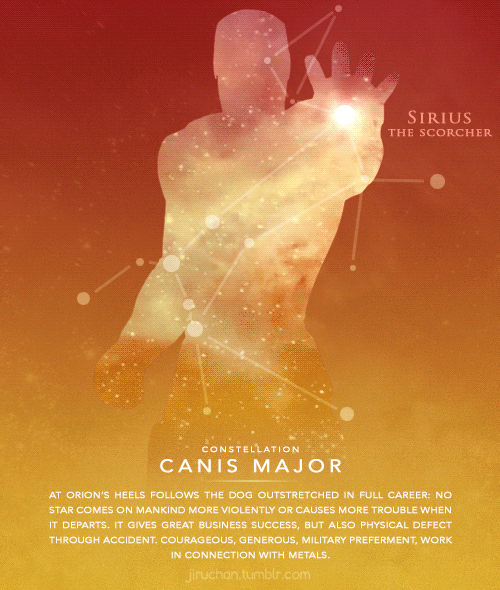 SIRIUS
THE SCORCHER
CONSTELLATION
CANIS MAJOR
AT ORION'S HEELS FOLLOWS THE DOG OUTSTRETCHED IN FULL CAREER: NO
STAR COMES ON MANKIND MORE VIOLENTLY OR CAUSES MORE TROUBLE WHEN
IT DEPARTS. IT GIVES GREAT BUSINESS SUCCESS, BUT ALSO PHYSICAL DEFECT
THROUGH ACCIDENT. COURAGEOUS, GENEROUS, MILITARY PREFERMENT, WORK
IN CONNECTION WITH METALS.
jiruchan.tumblr.com